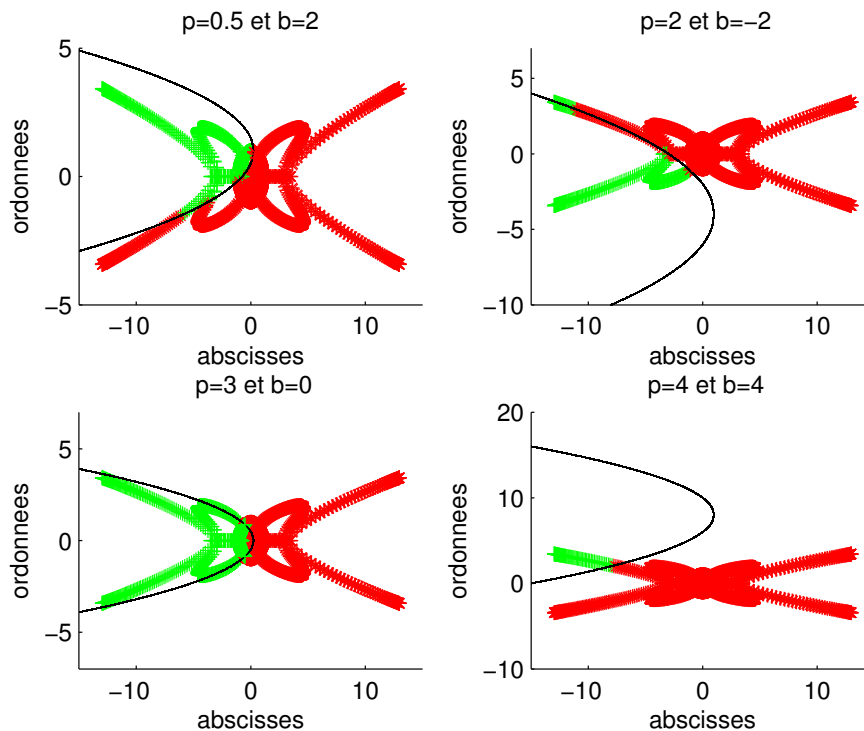 p=0.5 et b=2
5
0
−5
ordonnees
−10
0
10
abscisses
p=2 et b=−2
5
0
−5
−10
ordonnees
−10
0
10
abscisses
p=3 et b=0
5
0
−5
ordonnees
−10
0
10
abscisses
p=4 et b=4
20
10
0
−10
ordonnees
−10
0
10
abscisses